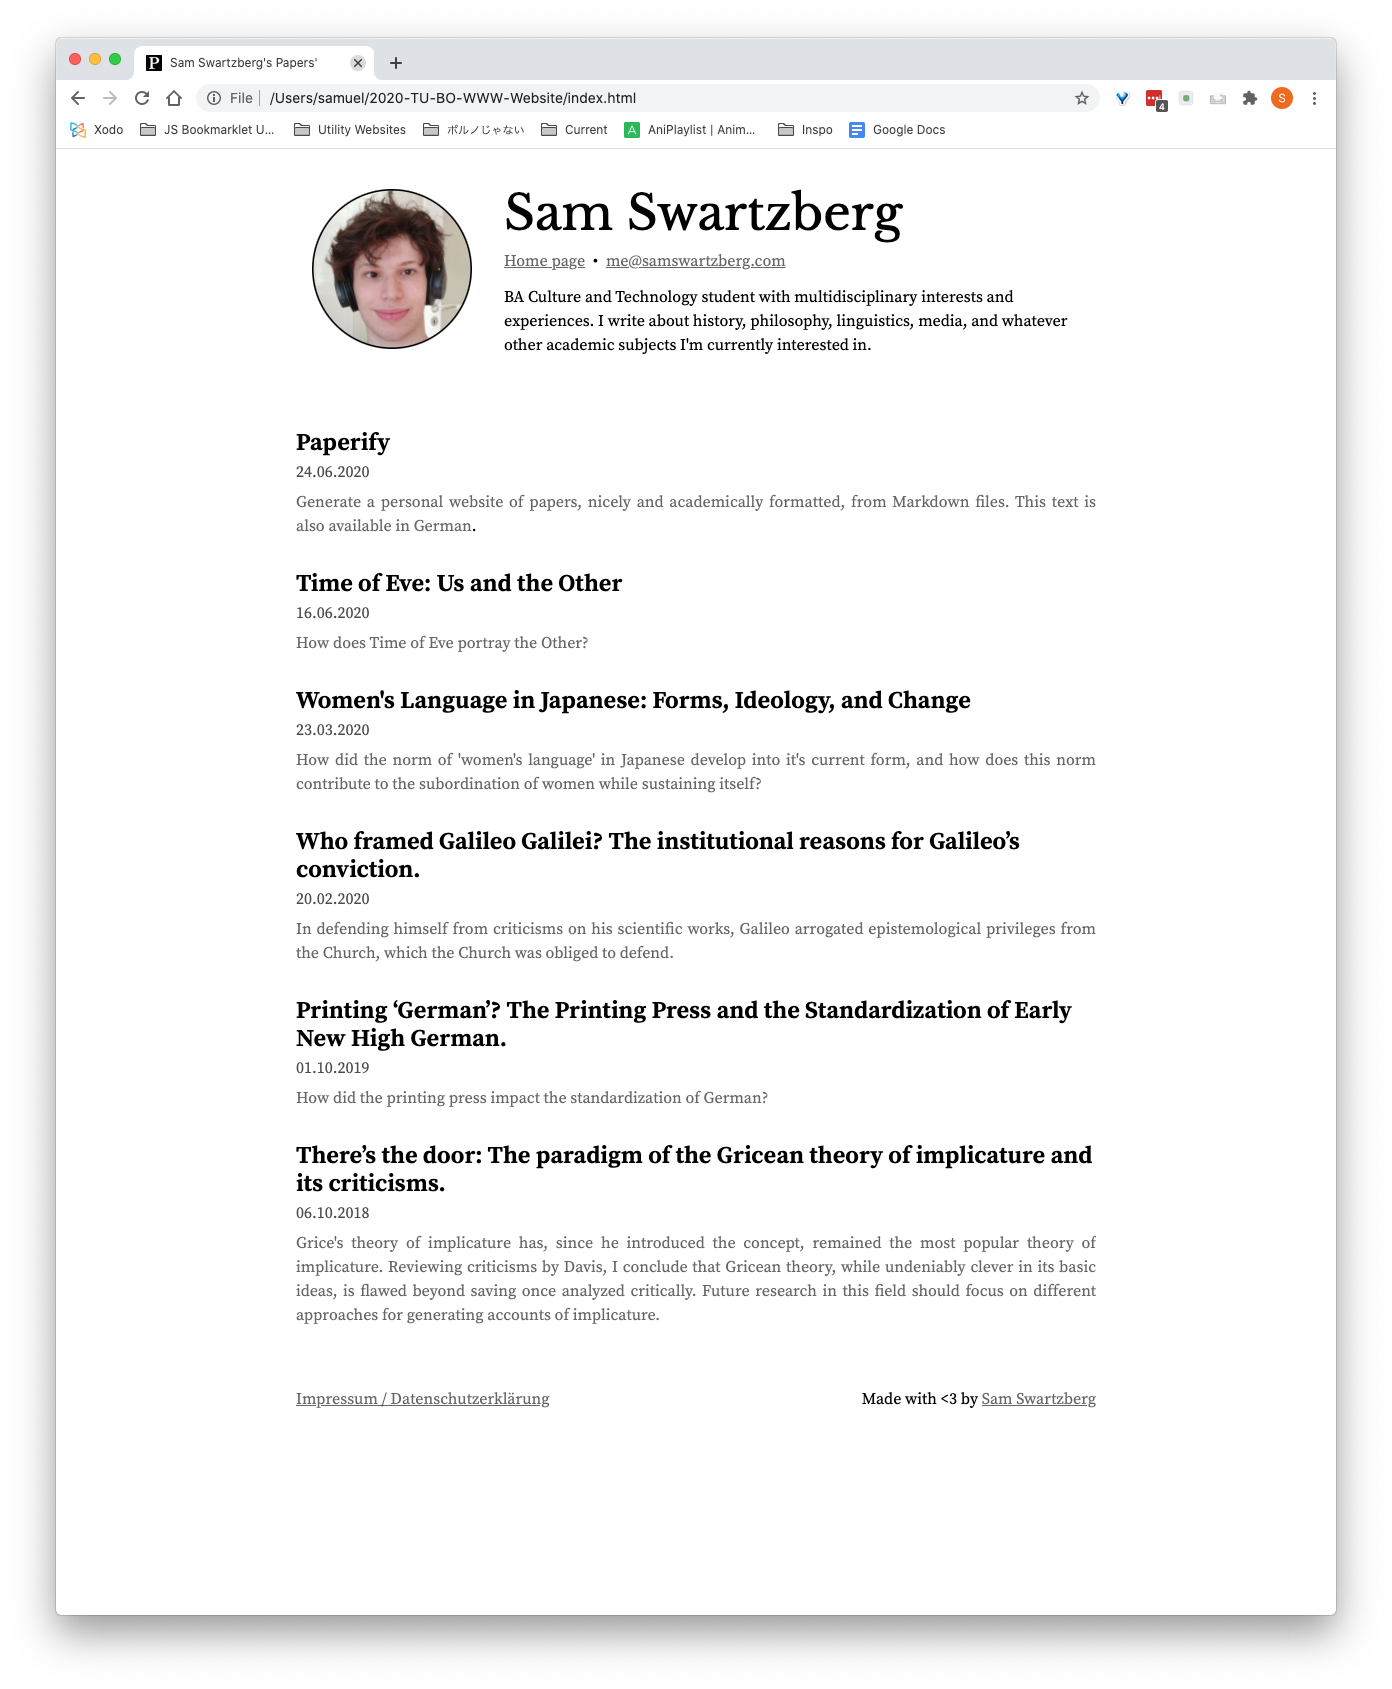 Sam Swartzberg's Papers'
File /Users/samuel/2020-TU-BO-WWW-Website/index.html
4
S
Xodo JS Bookmarklet U... Utility Websites ポルノじゃない Current AniPlaylist | Anim... Inspo Google Docs
Sam Swartzberg
Home page • me@samswartzberg.com
BA Culture and Technology student with multidisciplinary interests and
experiences. I write about history, philosophy, linguistics, media, and whatever
other academic subjects I'm currently interested in.
Paperify
24.06.2020
Generate a personal website of papers, nicely and academically formatted, from Markdown files. This text is
also available in German.
Time of Eve: Us and the Other
16.06.2020
How does Time of Eve portray the Other?
Women's Language in Japanese: Forms, Ideology, and Change
23.03.2020
How did the norm of 'women's language' in Japanese develop into it's current form, and how does this norm
contribute to the subordination of women while sustaining itself?
Who framed Galileo Galilei? The institutional reasons for Galileo’s
conviction.
20.02.2020
In defending himself from criticisms on his scientific works, Galileo arrogated epistemological privileges from
the Church, which the Church was obliged to defend.
Printing ‘German’? The Printing Press and the Standardization of Early
New High German.
01.10.2019
How did the printing press impact the standardization of German?
There’s the door: The paradigm of the Gricean theory of implicature and
its criticisms.
06.10.2018
Grice's theory of implicature has, since he introduced the concept, remained the most popular theory of
implicature. Reviewing criticisms by Davis, I conclude that Gricean theory, while undeniably clever in its basic
ideas, is flawed beyond saving once analyzed critically. Future research in this field should focus on different
approaches for generating accounts of implicature.
Impressum / Datenschutzerklärung Made with <3 by Sam Swartzberg